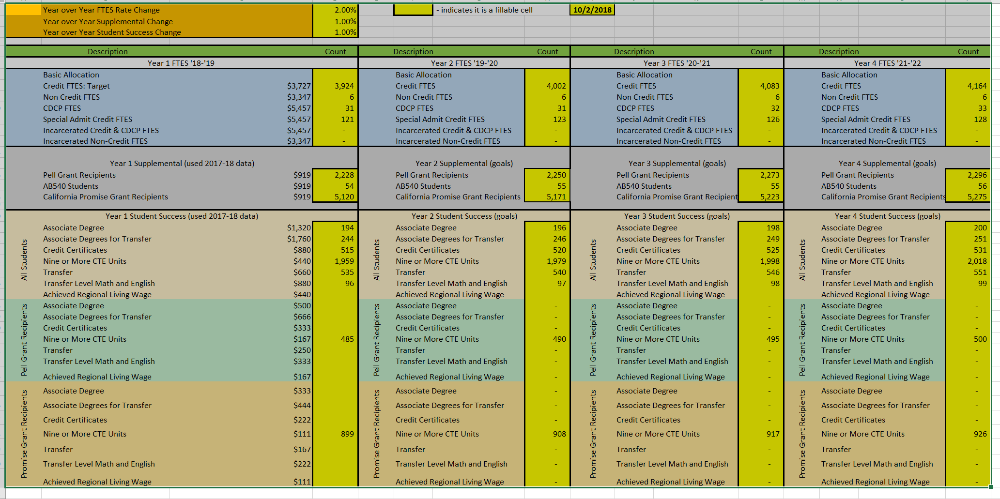 Year over Year FTES Rate Change 2.00% - indicates it is a fillable cell 10/2/2018
Year over Year Supplemental Change 1.00%
Year over Year Student Success Change 1.00%
Description Count Description Count Description Count Description Count
Year 1 FTES '18-'19 Year 2 FTES '19-'20 Year 3 FTES '20-'21 Year 4 FTES '21-'22
Basic Allocation Basic Allocation Basic Allocation Basic Allocation
Credit FTES: Target $3,727 3,924 Credit FTES 4,002 Credit FTES 4,083 Credit FTES 4,164
Non Credit FTES $3,347 6 Non Credit FTES 6 Non Credit FTES 6 Non Credit FTES 6
CDCP FTES $5,457 31 CDCP FTES 31 CDCP FTES 32 CDCP FTES 33
Special Admit Credit FTES $5,457 121 Special Admit Credit FTES 123 Special Admit Credit FTES 126 Special Admit Credit FTES 128
Incarcerated Credit & CDCP FTES $5,457 - Incarcerated Credit & CDCP FTES - Incarcerated Credit & CDCP FTES - Incarcerated Credit & CDCP FTES -
Incarcerated Non-Credit FTES $3,347 - Incarcerated Non-Credit FTES - Incarcerated Non-Credit FTES - Incarcerated Non-Credit FTES -
Year 1 Supplemental (used 2017-18 data) Year 2 Supplemental (goals) Year 3 Supplemental (goals) Year 4 Supplemental (goals)
Pell Grant Recipients $919 2,228 Pell Grant Recipients 2,250 Pell Grant Recipients 2,273 Pell Grant Recipients 2,296
AB540 Students $919 54 AB540 Students 55 AB540 Students 55 AB540 Students 56
California Promise Grant Recipients $919 5,120 California Promise Grant Recipients 5,171 California Promise Grant Recipient 5,223 California Promise Grant Recipients 5,275
Year 1 Student Success (used 2017-18 data) Year 2 Student Success (goals) Year 3 Student Success (goals) Year 4 Student Success (goals)
All Students All Students All Students All Students
Associate Degree $1,320 194 Associate Degree 196 Associate Degree 198 Associate Degree 200
Associate Degrees for Transfer $1,760 244 Associate Degrees for Transfer 246 Associate Degrees for Transfer 249 Associate Degrees for Transfer 251
Credit Certificates $880 515 Credit Certificates 520 Credit Certificates 525 Credit Certificates 531
Nine or More CTE Units $440 1,959 Nine or More CTE Units 1,979 Nine or More CTE Units 1,998 Nine or More CTE Units 2,018
Transfer $660 535 Transfer 540 Transfer 546 Transfer 551
Transfer Level Math and English $880 96 Transfer Level Math and English 97 Transfer Level Math and English 98 Transfer Level Math and English 99
Achieved Regional Living Wage $440 Achieved Regional Living Wage - Achieved Regional Living Wage - Achieved Regional Living Wage -
Pell Grant Recipients Pell Grant Recipients Pell Grant Recipients Pell Grant Recipients
Associate Degree $500 Associate Degree - Associate Degree - Associate Degree -
Associate Degrees for Transfer $666 Associate Degrees for Transfer - Associate Degrees for Transfer - Associate Degrees for Transfer -
Credit Certificates $333 Credit Certificates - Credit Certificates - Credit Certificates -
Nine or More CTE Units $167 485 Nine or More CTE Units 490 Nine or More CTE Units 495 Nine or More CTE Units 500
Transfer $250 Transfer - Transfer - Transfer -
Transfer Level Math and English $333 Transfer Level Math and English - Transfer Level Math and English - Transfer Level Math and English -
Achieved Regional Living Wage $167 Achieved Regional Living Wage - Achieved Regional Living Wage - Achieved Regional Living Wage -
Promise Grant Recipients Promise Grant Recipients Promise Grant Recipients Promise Grant Recipients
Associate Degree $333 Associate Degree - Associate Degree - Associate Degree -
Associate Degrees for Transfer $444 Associate Degrees for Transfer - Associate Degrees for Transfer - Associate Degrees for Transfer -
Credit Certificates $222 Credit Certificates - Credit Certificates - Credit Certificates -
Nine or More CTE Units $111 899 Nine or More CTE Units 908 Nine or More CTE Units 917 Nine or More CTE Units 926
Transfer $167 Transfer - Transfer - Transfer -
Transfer Level Math and English $222 Transfer Level Math and English - Transfer Level Math and English - Transfer Level Math and English -
Achieved Regional Living Wage $111 Achieved Regional Living Wage - Achieved Regional Living Wage - Achieved Regional Living Wage -